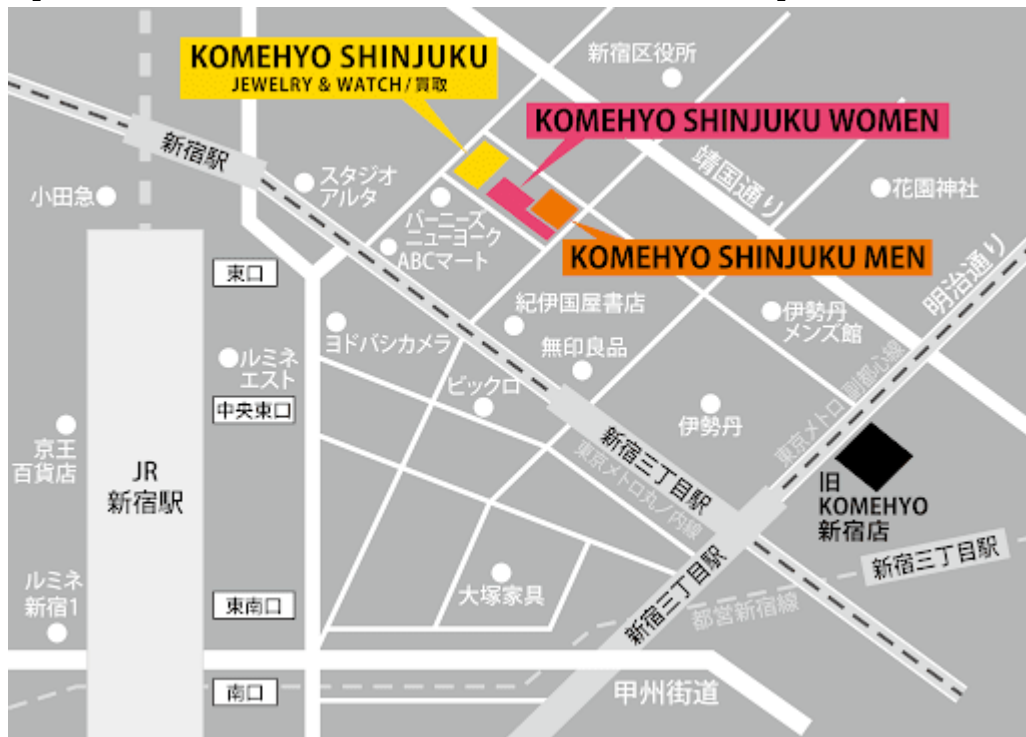 KOMEHYO SHINJUKU
JEWELRY & WATCH/買取
新宿区役所
KOMEHYO SHINJUKU WOMEN
新宿駅
スタジオ
アルタ
靖国通り
小田急
花園神社
バーニーズ
ニューヨーク
ABCマート
KOMEHYO SHINJUKU MEN
東口
明治通り
紀伊国屋書店
伊勢丹
メンズ館
ヨドバシカメラ
無印良品
ルミネ
エスト
ビックロ
中央東口
伊勢丹
東京メトロ 副都心線
京王
百貨店
JR
新宿駅
新宿三丁目駅
東京メトロ丸ノ内線
旧
KOMEHYO
新宿店
新宿三丁目駅
新宿三丁目駅
ルミネ
新宿1
東南口
大塚家具
都営新宿線
南口
甲州街道